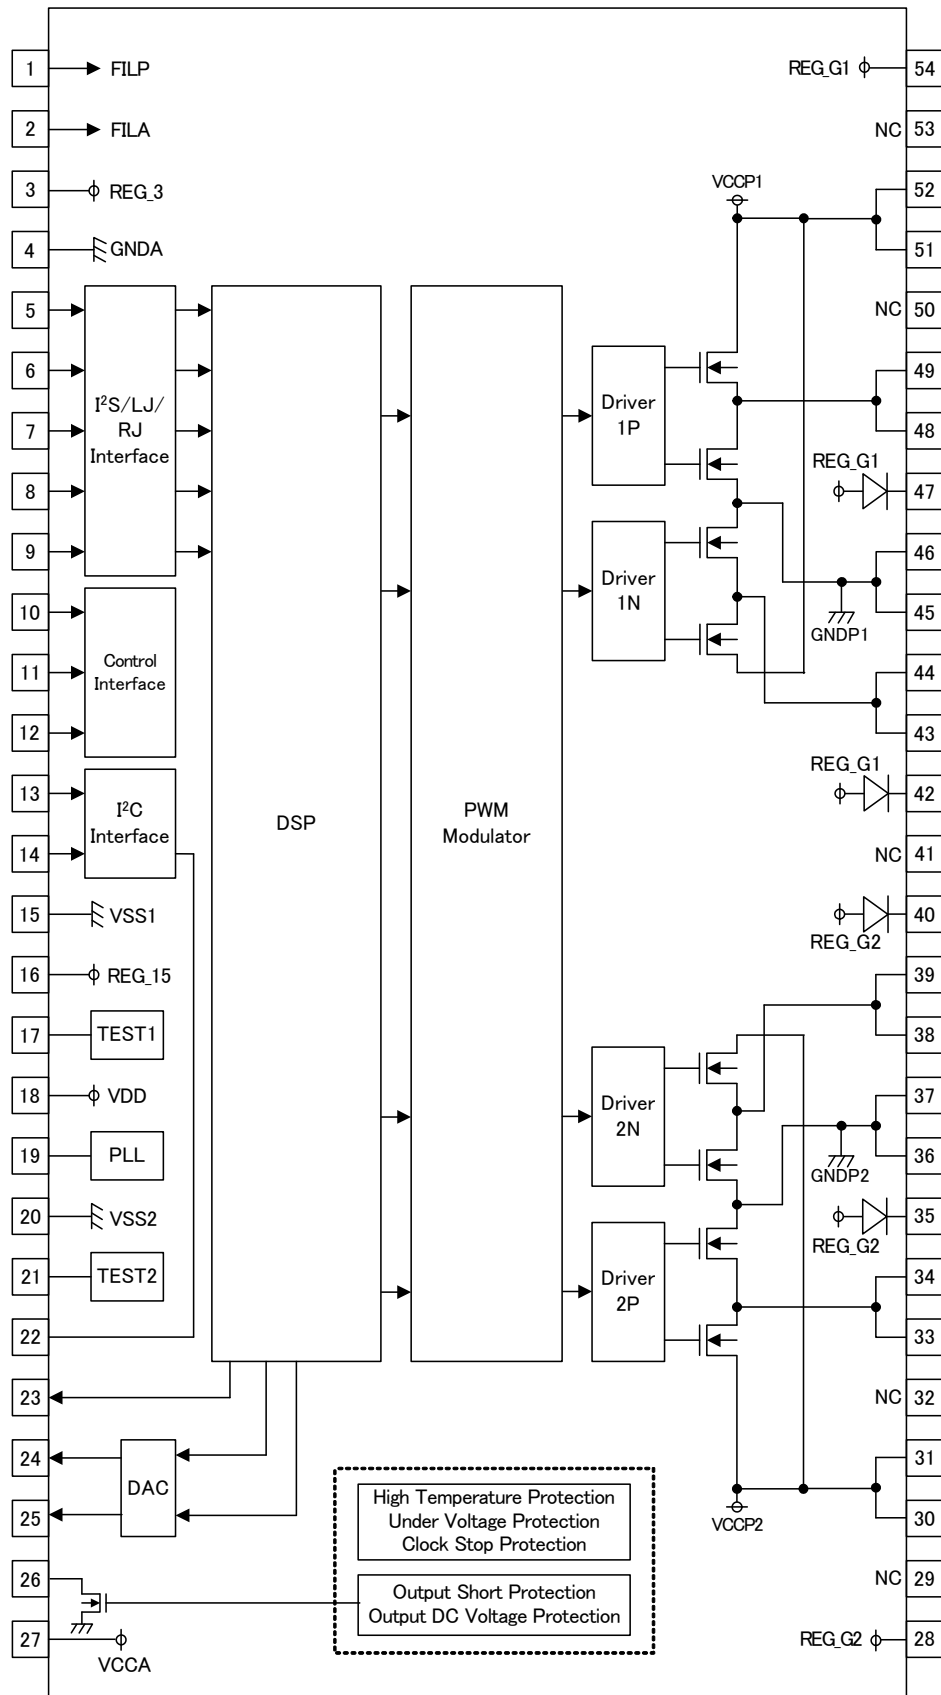 1
FILP
2
FILA
3
REG_3
4
GNDA
5
6
7
8
9
I²S/LJ/
RJ
Interface
10
11
12
Control
Interface
13
14
I²C
Interface
15
VSS1
16
REG_15
17
TEST1
18
VDD
19
PLL
20
VSS2
21
TEST2
22
23
24
25
DAC
26
27
VCCA
DSP
PWM
Modulator
Driver
1P
Driver
1N
Driver
2N
Driver
2P
High Temperature Protection
Under Voltage Protection
Clock Stop Protection
Output Short Protection
Output DC Voltage Protection
REG_G1
54
NC
53
VCCP1
52
51
NC
50
49
48
REG_G1
47
46
45
GNDP1
44
43
REG_G1
42
NC
41
40
REG_G2
39
38
37
36
GNDP2
35
REG_G2
34
33
NC
32
31
30
VCCP2
NC
29
REG_G2
28